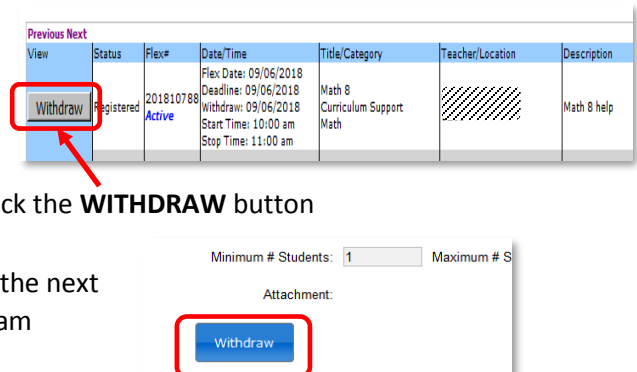 Previous Next
View Status Flex# Date/Time Title/Category Teacher/Location Description
Withdraw Registered 201810788 Active
Flex Date: 09/06/2018
Deadline: 09/06/2018
Withdraw: 09/06/2018
Start Time: 10:00 am
Stop Time: 11:00 am
Math 8
Curriculum Support
Math
Math 8 help
ck the WITHDRAW button
the next
am
Minimum # Students: 1 Maximum # S
Attachment:
Withdraw